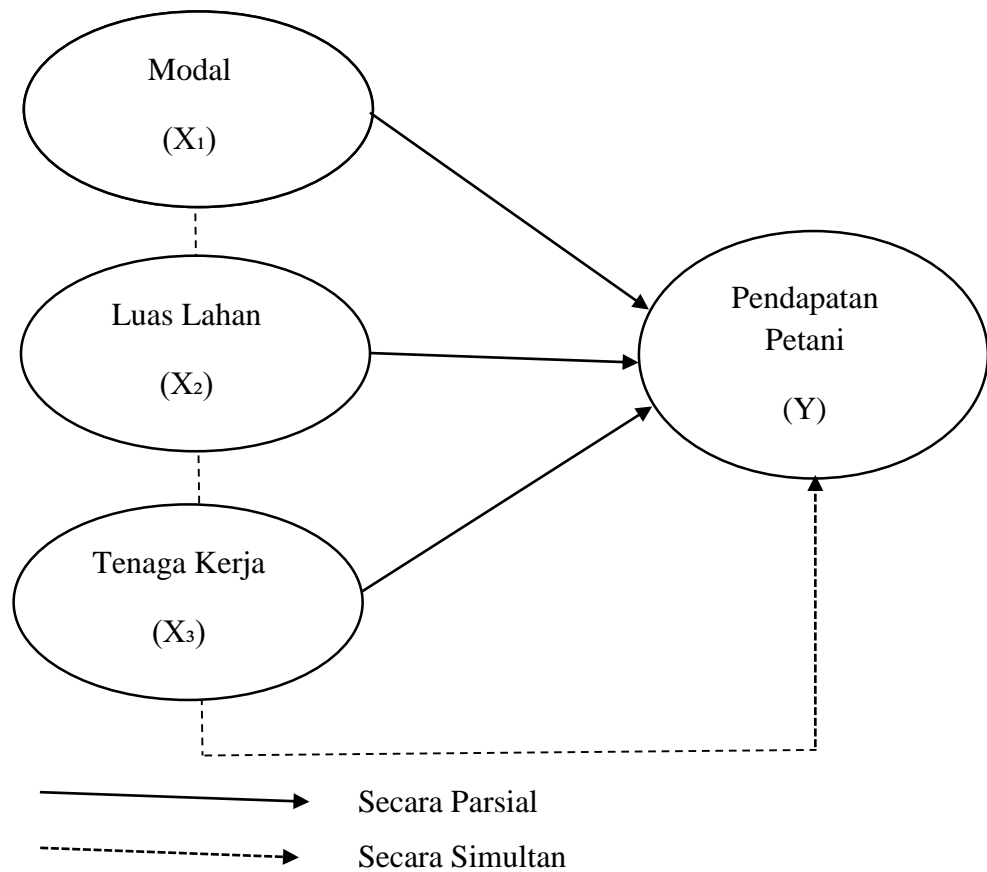 Modal
(X₁)
Luas Lahan
(X₂)
Tenaga Kerja
(X₃)
Pendapatan
Petani
(Y)
Secara Parsial
Secara Simultan